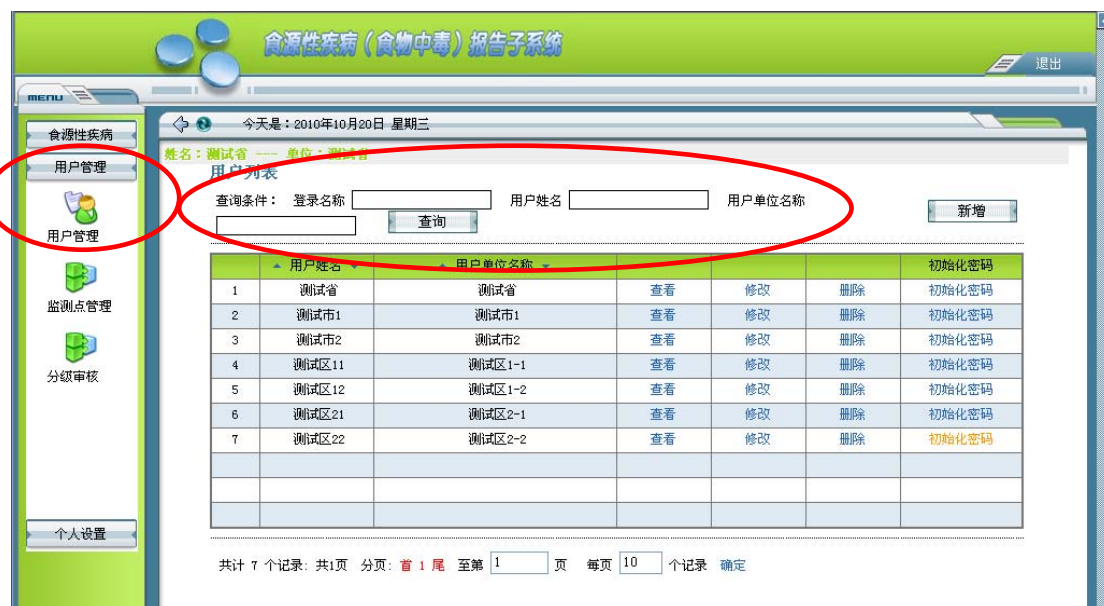 食源性疾病（食物中毒）报告子系统
退出
MENU
今天是：2010年10月20日 星期三
食源性疾病
用户管理
用户管理
监测点管理
分级审核
个人设置
姓名：测试省 --- 单位：测试省
用户列表
查询条件： 登录名称 用户姓名 用户单位名称
查询
新增
用户姓名 用户单位名称 初始化密码
1 测试省 测试省 查看 修改 删除 初始化密码
2 测试市1 测试市1 查看 修改 删除 初始化密码
3 测试市2 测试市2 查看 修改 删除 初始化密码
4 测试区11 测试区1-1 查看 修改 删除 初始化密码
5 测试区12 测试区1-2 查看 修改 删除 初始化密码
6 测试区21 测试区2-1 查看 修改 删除 初始化密码
7 测试区22 测试区2-2 查看 修改 删除 初始化密码
共计 7 个记录: 共1页 分页: 首 1 尾 至第 1 页 每页 10 个记录 确定